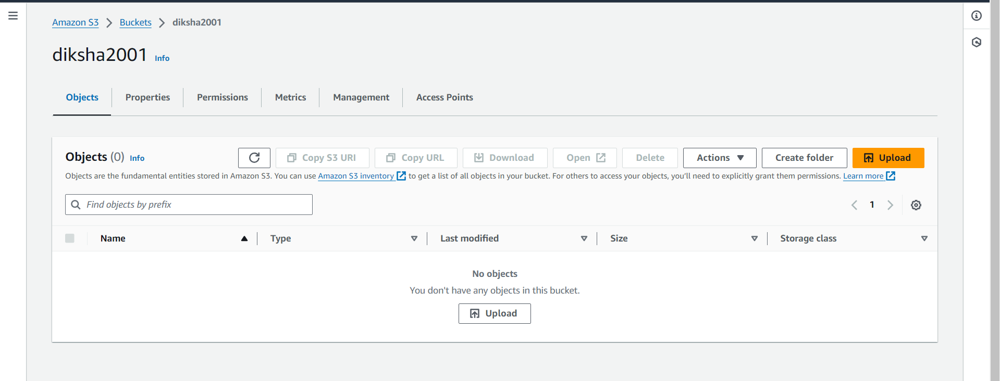 Amazon S3 > Buckets > diksha2001
diksha2001 Info
Objects Properties Permissions Metrics Management Access Points
Objects (0) Info Copy S3 URI Copy URL Download Open Delete Actions Create folder Upload
Objects are the fundamental entities stored in Amazon S3. You can use Amazon S3 inventory to get a list of all objects in your bucket. For others to access your objects, you'll need to explicitly grant them permissions. Learn more
Find objects by prefix 1
Name Type Last modified Size Storage class
No objects
You don't have any objects in this bucket.
Upload